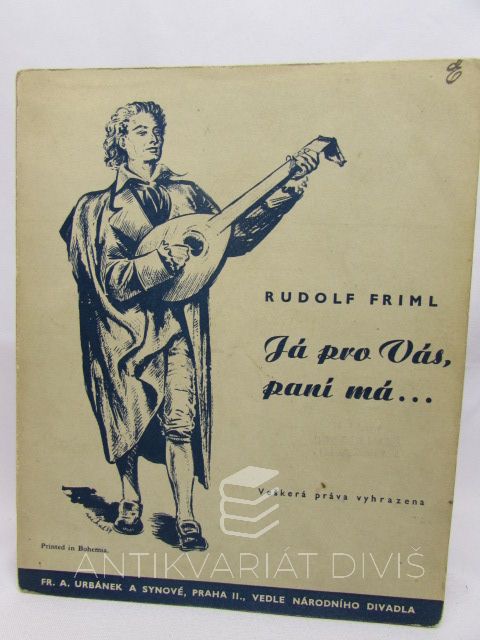 RUDOLF FRIML
Já pro Vás,
paní má...
Veškerá práva vyhrazena
Printed in Bohemia.
ANTIKVARIÁT DIVIŠ
FR. A. URBÁNEK A SYNOVÉ, PRAHA II., VEDLE NÁRODNÍHO DIVADLA